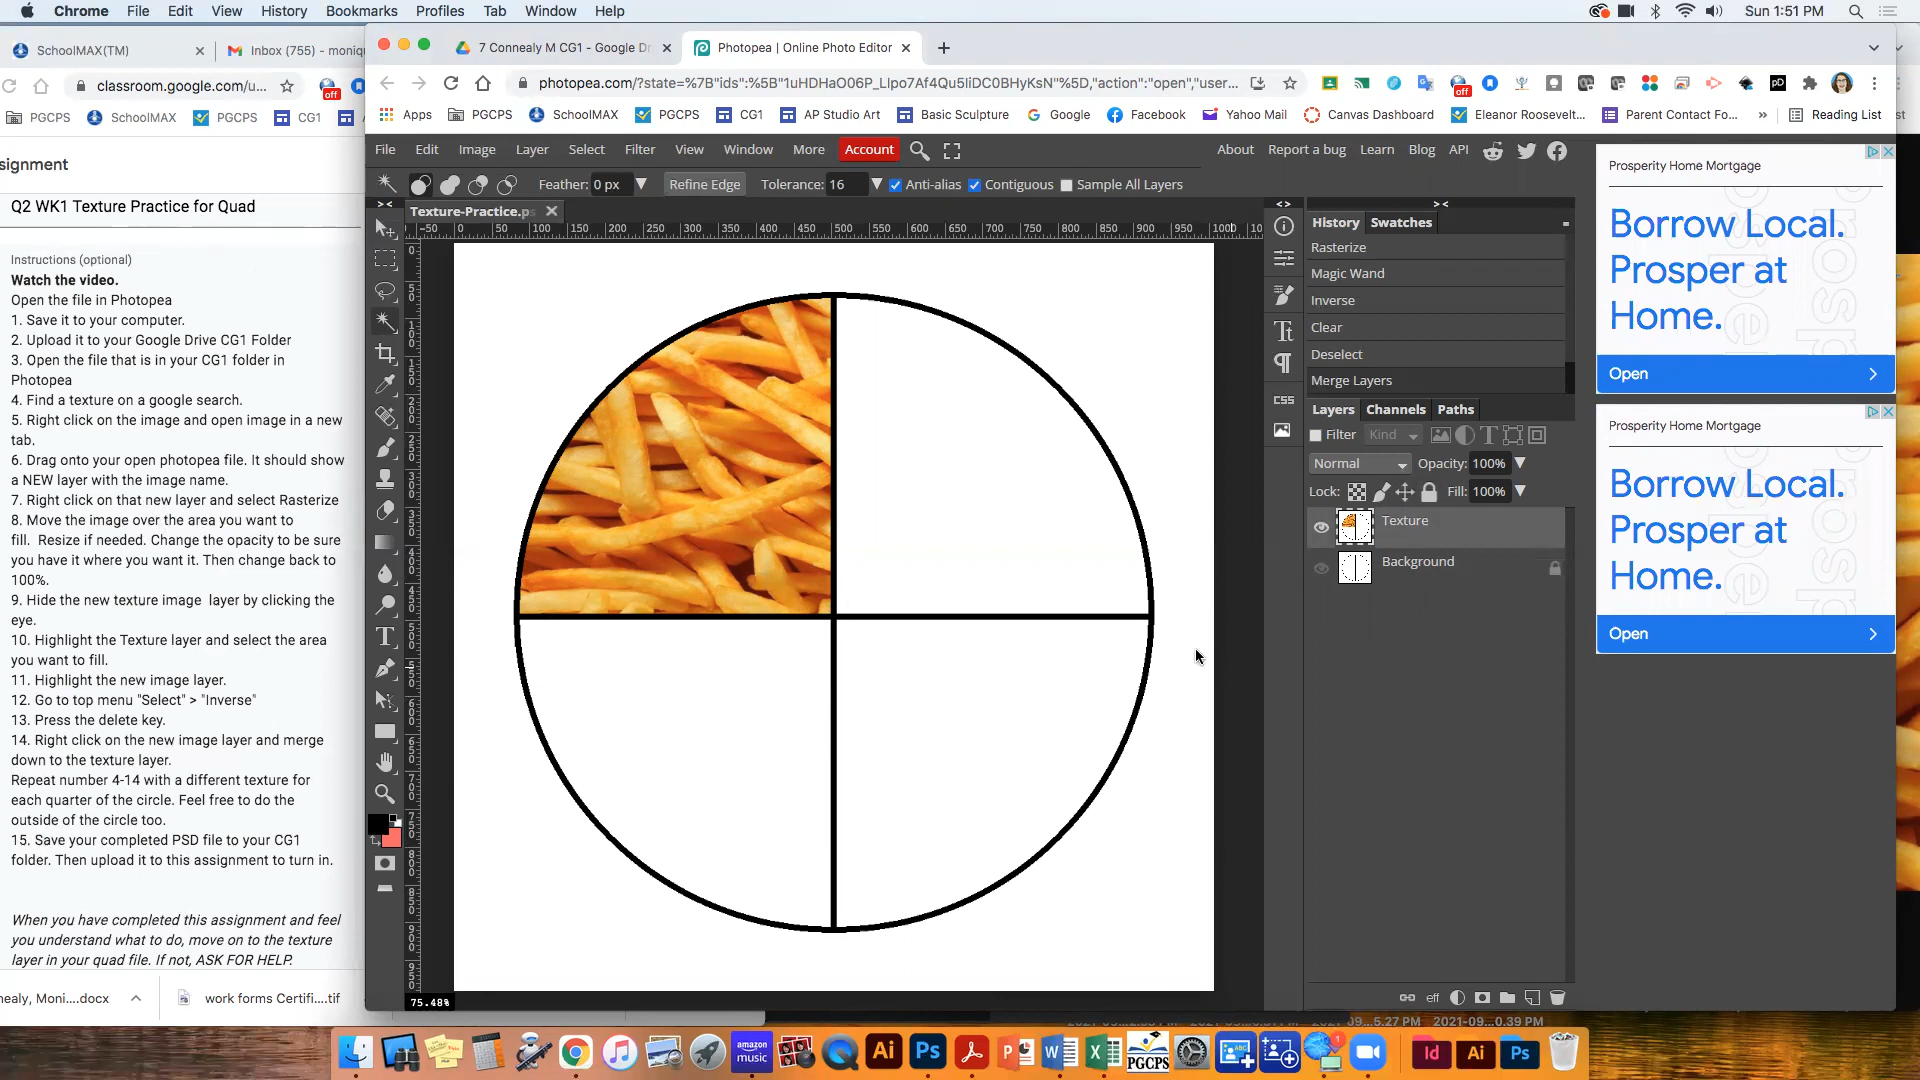 Chrome File Edit View History Bookmarks Profiles Tab Window Help Sun 1:51 PM
SchoolMAX(TM) Inbox (755) - moniqu
7 Connealy M CG1 - Google Dr Photopea | Online Photo Editor
classroom.google.com/u... off
photopea.com/?state=%7B"ids":%5B"1uHDHaO06P_LIpo7Af4Qu5IiDC0BHyKsN"%5D,"action":"open","user... off
PGCPS SchoolMAX PGCPS CG1
Apps PGCPS SchoolMAX PGCPS CG1 AP Studio Art Basic Sculpture Google Facebook Yahoo Mail Canvas Dashboard Eleanor Roosevelt... Parent Contact Fo... » Reading List
File Edit Image Layer Select Filter View Window More Account About Report a bug Learn Blog API
Feather: 0 px Refine Edge Tolerance: 16 Anti-alias Contiguous Sample All Layers
Texture-Practice.ps
-50 0 50 100 150 200 250 300 350 400 450 500 550 600 650 700 750 800 850 900 950 1000 10
signment
Q2 WK1 Texture Practice for Quad
Instructions (optional)
Watch the video.
Open the file in Photopea
1. Save it to your computer.
2. Upload it to your Google Drive CG1 Folder
3. Open the file that is in your CG1 folder in
Photopea
4. Find a texture on a google search.
5. Right click on the image and open image in a new
tab.
6. Drag onto your open photopea file. It should show
a NEW layer with the image name.
7. Right click on that new layer and select Rasterize
8. Move the image over the area you want to
fill. Resize if needed. Change the opacity to be sure
you have it where you want it. Then change back to
100%.
9. Hide the new texture image layer by clicking the
eye.
10. Highlight the Texture layer and select the area
you want to fill.
11. Highlight the new image layer.
12. Go to top menu "Select" > "Inverse"
13. Press the delete key.
14. Right click on the new image layer and merge
down to the texture layer.
Repeat number 4-14 with a different texture for
each quarter of the circle. Feel free to do the
outside of the circle too.
15. Save your completed PSD file to your CG1
folder. Then upload it to this assignment to turn in.
When you have completed this assignment and feel
you understand what to do, move on to the texture
layer in your quad file. If not, ASK FOR HELP.
nealy, Moni....docx work forms Certifi....tif
75.48%
History Swatches
Rasterize
Magic Wand
Inverse
Clear
Deselect
Merge Layers
Layers Channels Paths
Filter Kind
Normal Opacity: 100%
Lock: Fill: 100%
Texture
Background
CSS
eff
Prosperity Home Mortgage
Borrow Local.
Prosper at
Home.
Open
Prosperity Home Mortgage
Borrow Local.
Prosper at
Home.
Open
5.27 PM 2021-09....0.39 PM
amazon music Ai Ps PGCPS 1 Id Ai Ps